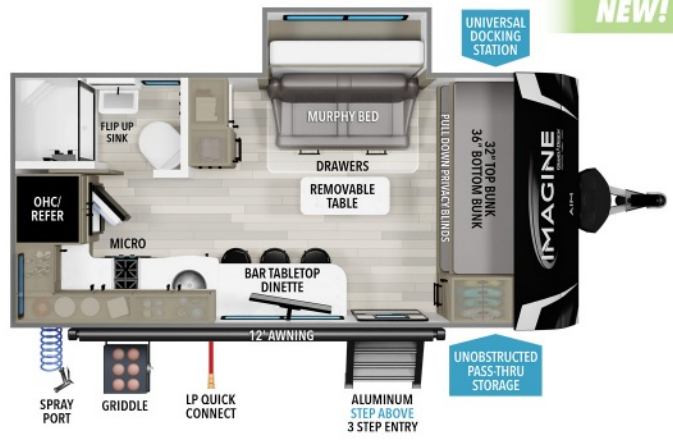 NEW!
UNIVERSAL
DOCKING
STATION
FLIP UP
SINK
MURPHY BED
DRAWERS
REMOVABLE
TABLE
PULL DOWN PRIVACY BLINDS
32" TOP BUNK
36" BOTTOM BUNK
IMAGINE
AIM
OHC/
REFER
MICRO
BAR TABLETOP
DINETTE
12' AWNING
SPRAY
PORT
GRIDDLE
LP QUICK
CONNECT
ALUMINUM
STEP ABOVE
3 STEP ENTRY
UNOBSTRUCTED
PASS-THRU
STORAGE